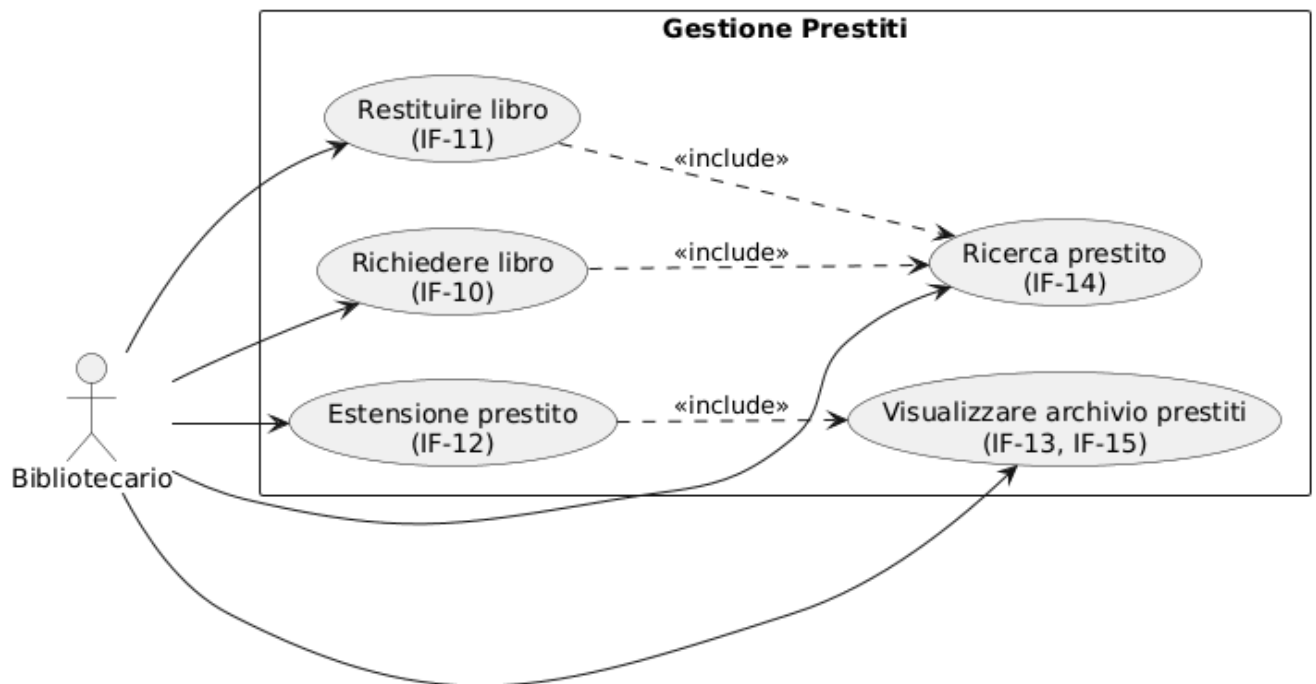 Gestione Prestiti
Restituire libro
(IF-11)
«include»
Richiedere libro
(IF-10)
«include»
Ricerca prestito
(IF-14)
Estensione prestito
(IF-12)
«include»
Visualizzare archivio prestiti
(IF-13, IF-15)
Bibliotecario